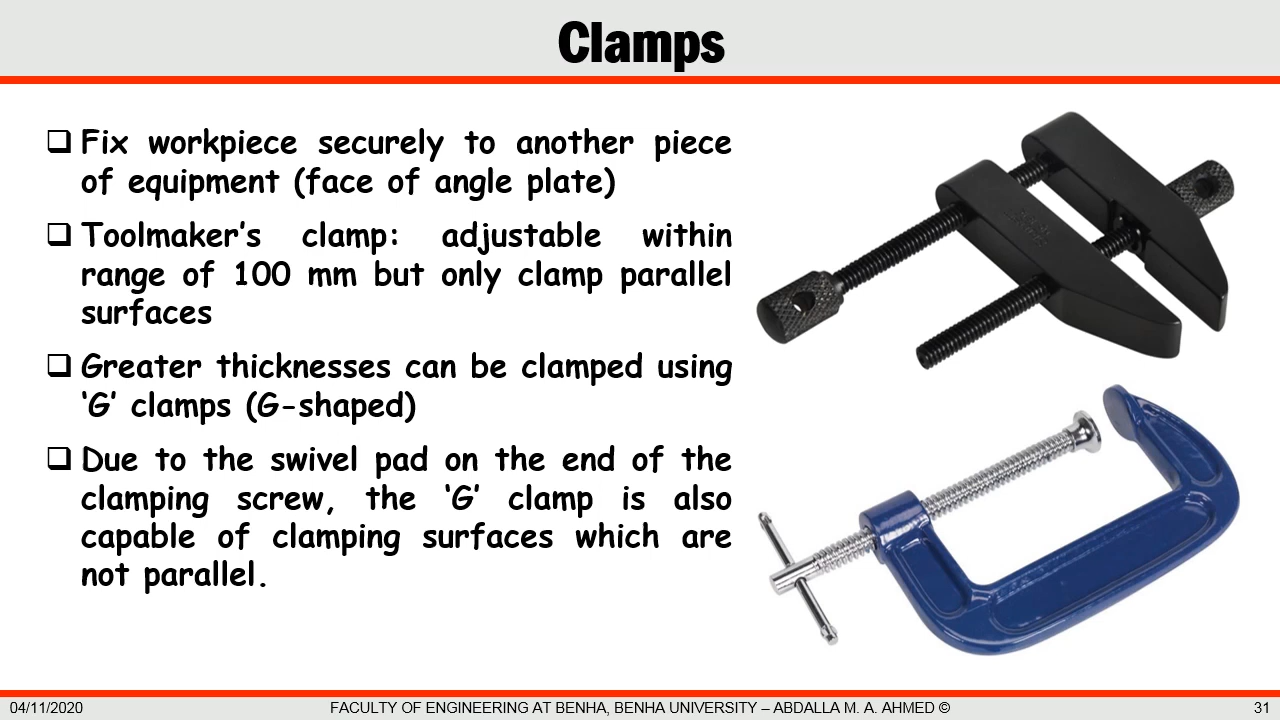 Clamps
Fix workpiece securely to another piece
of equipment (face of angle plate)
Toolmaker’s clamp: adjustable within
range of 100 mm but only clamp parallel
surfaces
Greater thicknesses can be clamped using
‘G’ clamps (G-shaped)
Due to the swivel pad on the end of the
clamping screw, the ‘G’ clamp is also
capable of clamping surfaces which are
not parallel.
04/11/2020
FACULTY OF ENGINEERING AT BENHA, BENHA UNIVERSITY – ABDALLA M. A. AHMED ©
31